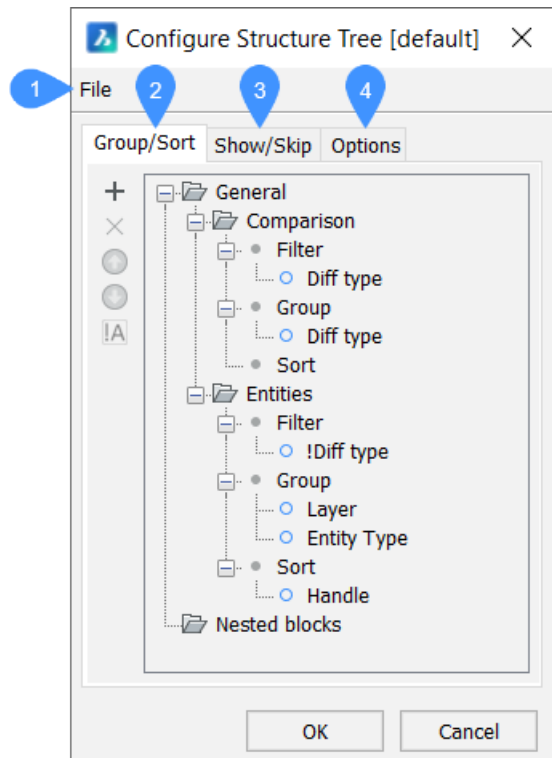 Configure Structure Tree [default]
1
File
2
3
4
Group/Sort
Show/Skip
Options
General
Comparison
Filter
Diff type
Group
Diff type
Sort
Entities
Filter
!Diff type
Group
Layer
Entity Type
Sort
Handle
Nested blocks
!A
OK
Cancel